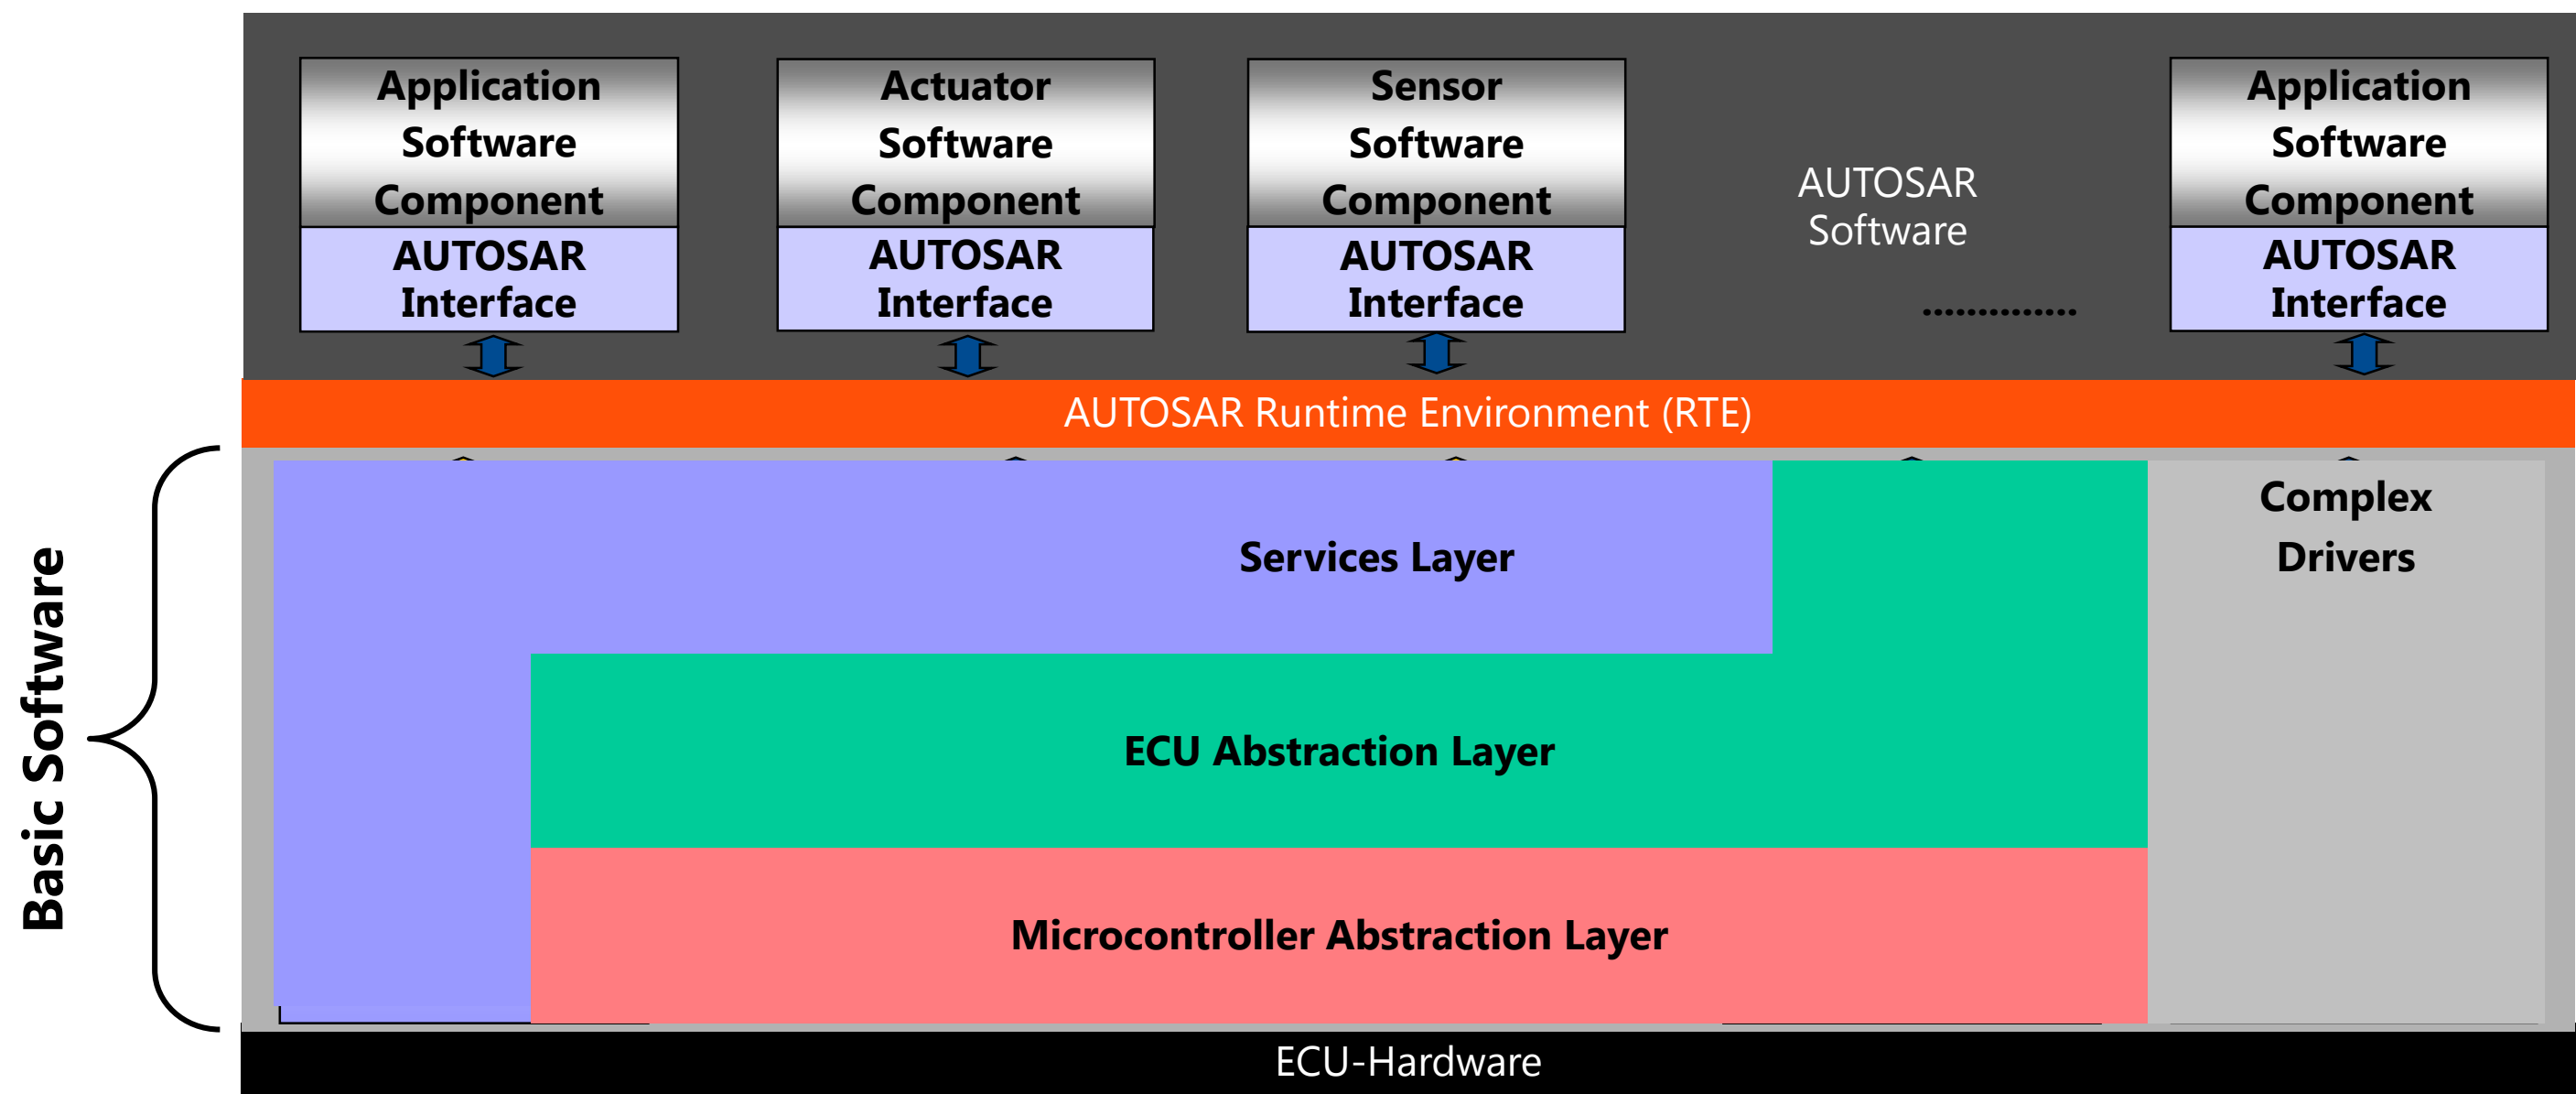 Application
Software
Component
AUTOSAR
Interface
Actuator
Software
Component
AUTOSAR
Interface
Sensor
Software
Component
AUTOSAR
Interface
AUTOSAR
Software
..............
Application
Software
Component
AUTOSAR
Interface
AUTOSAR Runtime Environment (RTE)
Basic Software
Services Layer
Complex
Drivers
ECU Abstraction Layer
Microcontroller Abstraction Layer
ECU-Hardware